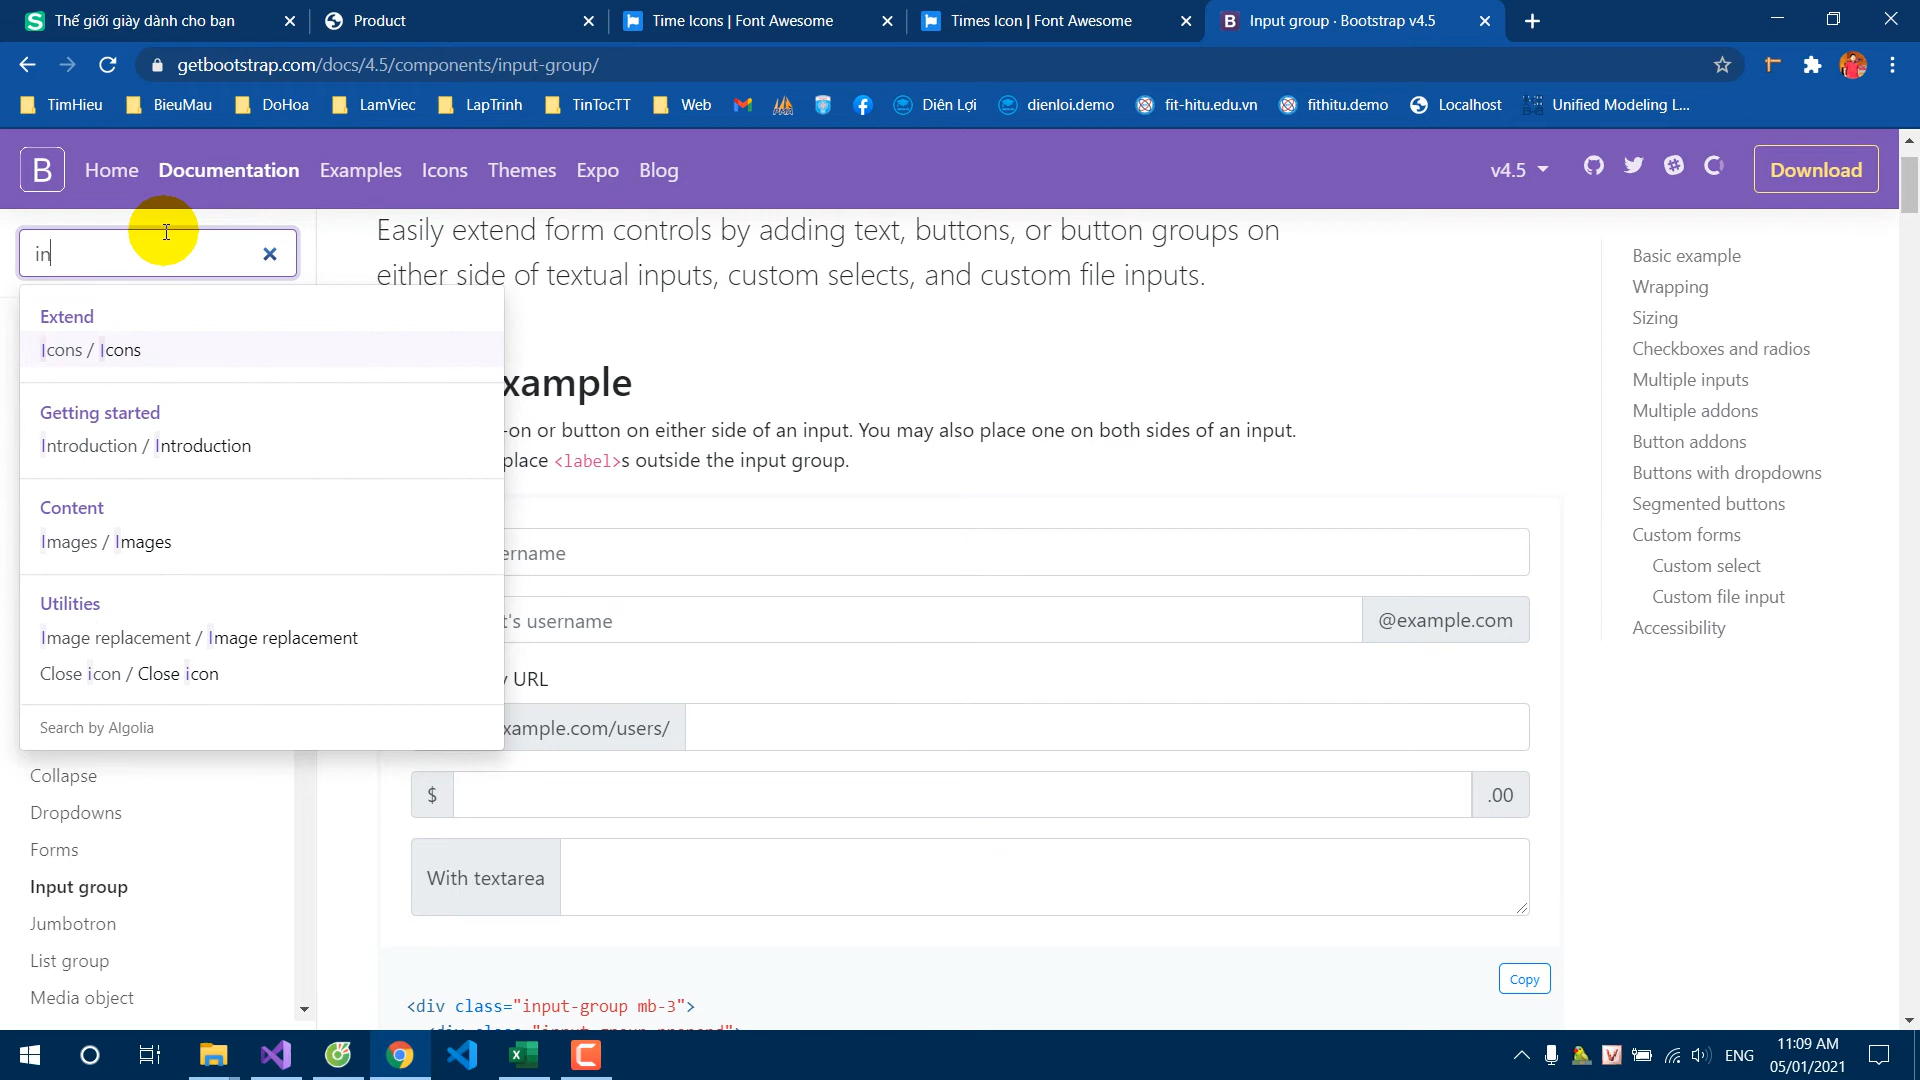 Thế giới giày dành cho bạn
Product
Time Icons | Font Awesome
Times Icon | Font Awesome
Input group · Bootstrap v4.5
getbootstrap.com/docs/4.5/components/input-group/
TimHieu
BieuMau
DoHoa
LamViec
LapTrinh
TinTocTT
Web
Diên Lợi
dienloi.demo
fit-hitu.edu.vn
fithitu.demo
Localhost
Unified Modeling L...
B
Home
Documentation
Examples
Icons
Themes
Expo
Blog
v4.5
Download
in
Extend
Icons / Icons
Getting started
Introduction / Introduction
Content
Images / Images
Utilities
Image replacement / Image replacement
Close icon / Close icon
Search by Algolia
Collapse
Dropdowns
Forms
Input group
Jumbotron
List group
Media object
Easily extend form controls by adding text, buttons, or button groups on
either side of textual inputs, custom selects, and custom file inputs.
xample
-on or button on either side of an input. You may also place one on both sides of an input.
place <label>s outside the input group.
ername
t's username
@example.com
y URL
xample.com/users/
$
.00
With textarea
Copy
<div class="input-group mb-3">
Basic example
Wrapping
Sizing
Checkboxes and radios
Multiple inputs
Multiple addons
Button addons
Buttons with dropdowns
Segmented buttons
Custom forms
Custom select
Custom file input
Accessibility
ENG
11:09 AM
05/01/2021